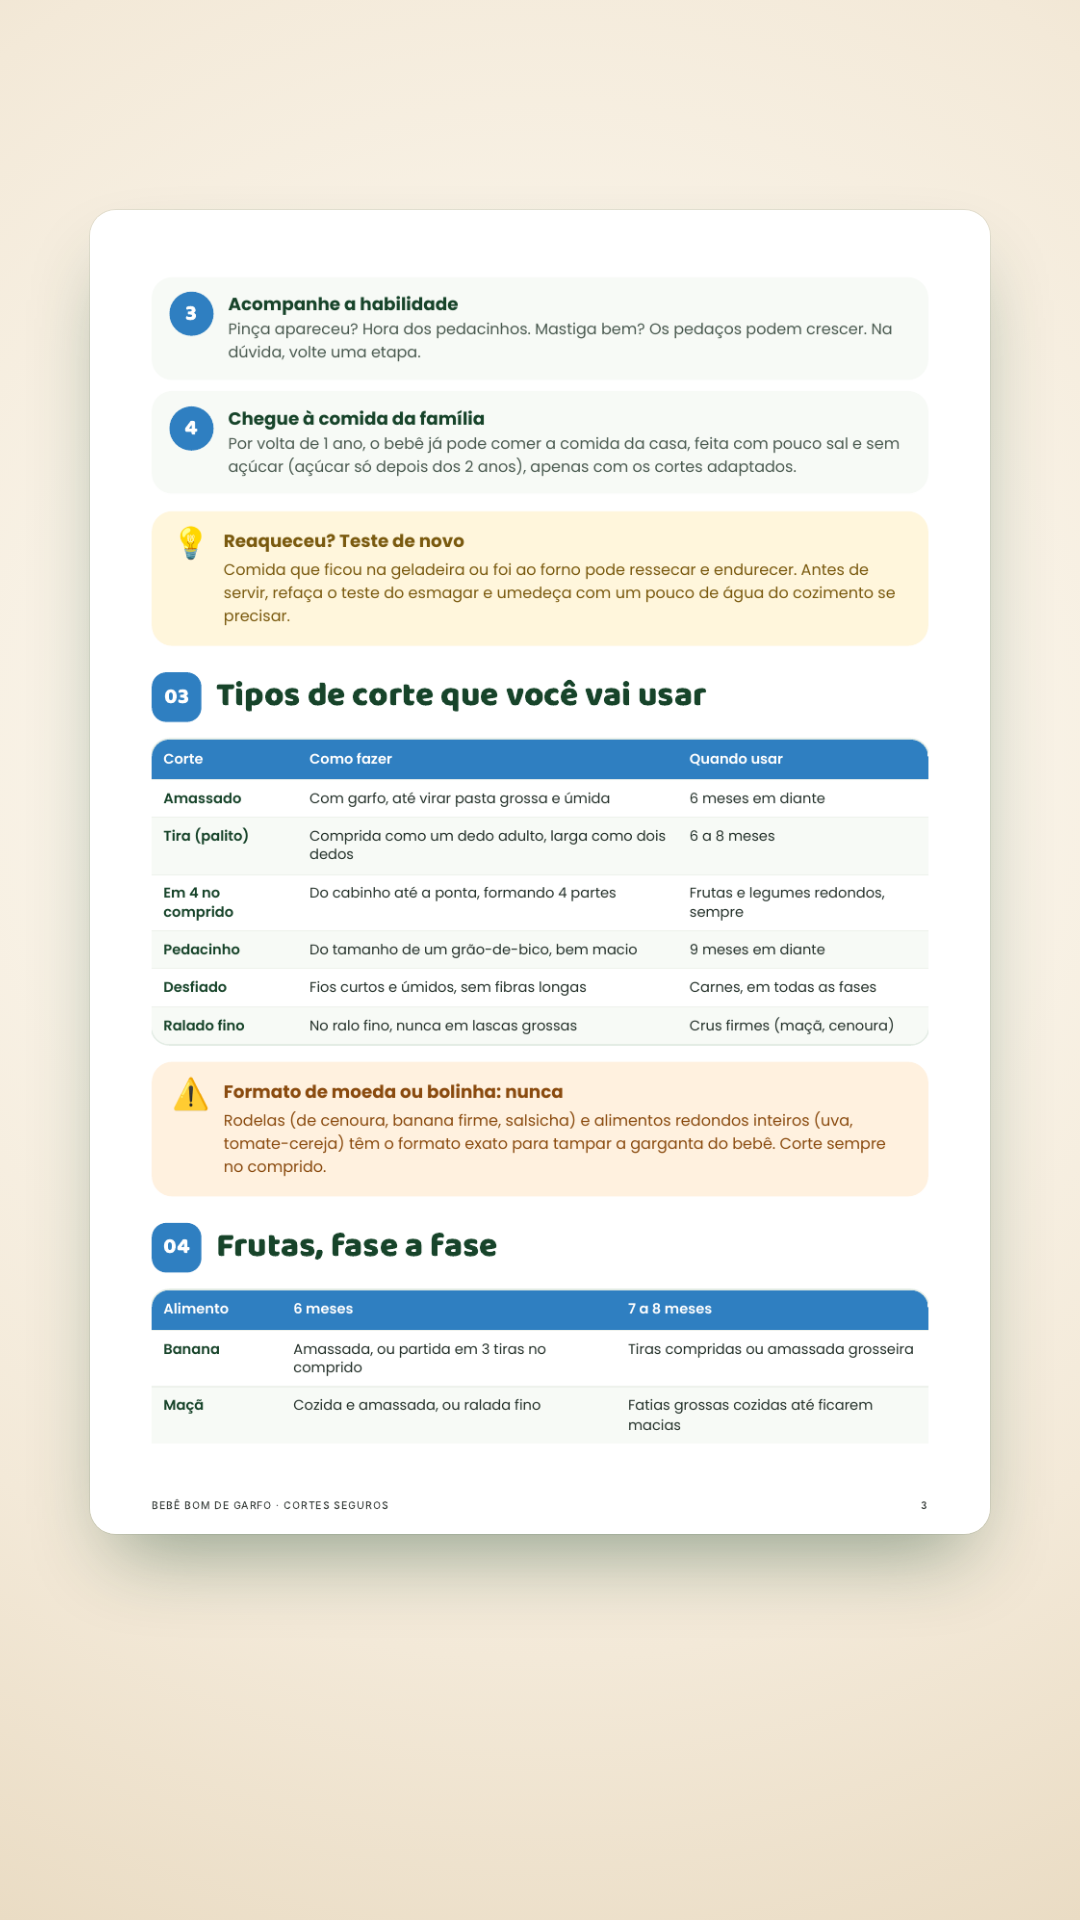 3
Acompanhe a habilidade
Pinça apareceu? Hora dos pedacinhos. Mastiga bem? Os pedaços podem crescer. Na
dúvida, volte uma etapa.
4
Chegue à comida da família
Por volta de 1 ano, o bebê já pode comer a comida da casa, feita com pouco sal e sem
açúcar (açúcar só depois dos 2 anos), apenas com os cortes adaptados.
Reaqueceu? Teste de novo
Comida que ficou na geladeira ou foi ao forno pode ressecar e endurecer. Antes de
servir, refaça o teste do esmagar e umedeça com um pouco de água do cozimento se
precisar.
03 Tipos de corte que você vai usar
Corte Como fazer Quando usar
Amassado Com garfo, até virar pasta grossa e úmida 6 meses em diante
Tira (palito) Comprida como um dedo adulto, larga como dois 6 a 8 meses
dedos
Em 4 no Do cabinho até a ponta, formando 4 partes Frutas e legumes redondos,
comprido sempre
Pedacinho Do tamanho de um grão-de-bico, bem macio 9 meses em diante
Desfiado Fios curtos e úmidos, sem fibras longas Carnes, em todas as fases
Ralado fino No ralo fino, nunca em lascas grossas Crus firmes (maçã, cenoura)
Formato de moeda ou bolinha: nunca
Rodelas (de cenoura, banana firme, salsicha) e alimentos redondos inteiros (uva,
tomate-cereja) têm o formato exato para tampar a garganta do bebê. Corte sempre
no comprido.
04 Frutas, fase a fase
Alimento 6 meses 7 a 8 meses
Banana Amassada, ou partida em 3 tiras no Tiras compridas ou amassada grosseira
comprido
Maçã Cozida e amassada, ou ralada fino Fatias grossas cozidas até ficarem
macias
BEBÊ BOM DE GARFO · CORTES SEGUROS 3